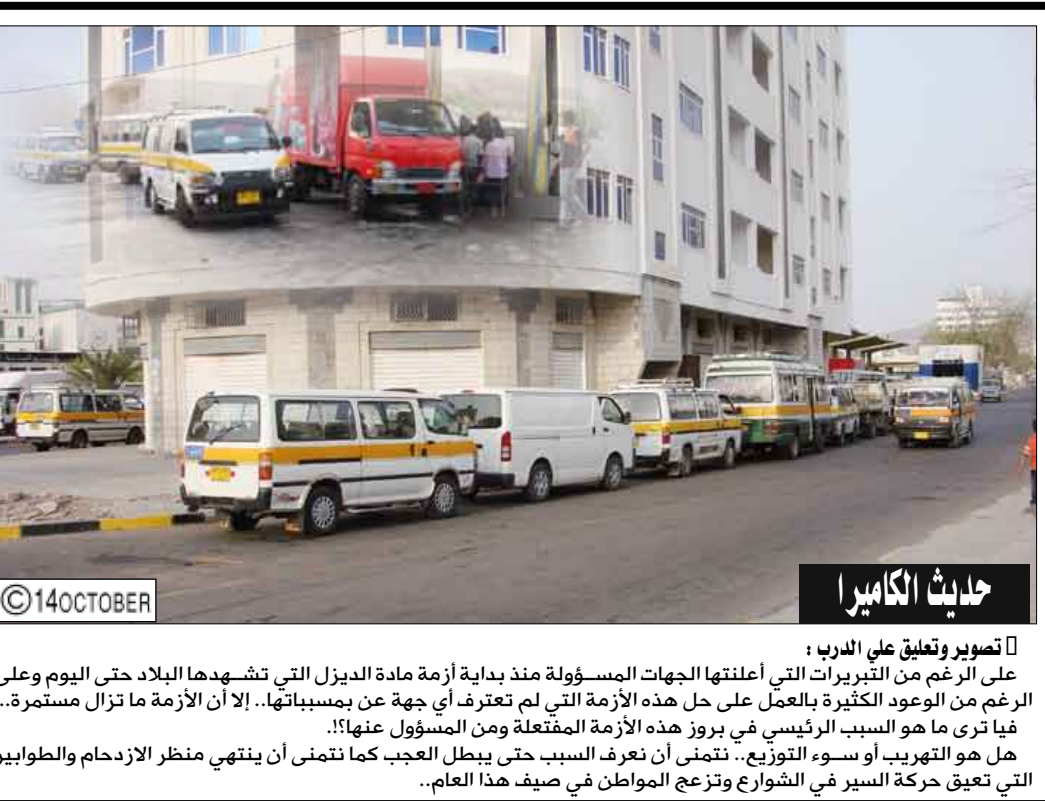 ©14OCTOBER
حديث الكاميرا
تصوير وتعليق علي الدرب :
على الرغم من التبريرات التي أعلنتها الجهات المسؤولة منذ بداية أزمة مادة الديزل التي تشهدها البلاد حتى اليوم وعلى
الرغم من الوعود الكثيرة بالعمل على حل هذه الأزمة التي لم تعترف أي جهة عن بمسبباتها.. إلا أن الأزمة ما تزال مستمرة..
فيا ترى ما هو السبب الرئيسي في بروز هذه الأزمة المفتعلة ومن المسؤول عنها؟!.
هل هو التهريب أو سوء التوزيع.. نتمنى أن نعرف السبب حتى يبطل العجب كما نتمنى أن ينتهي منظر الازدحام والطوابير
التي تعيق حركة السير في الشوارع وتزعج المواطن في صيف هذا العام..